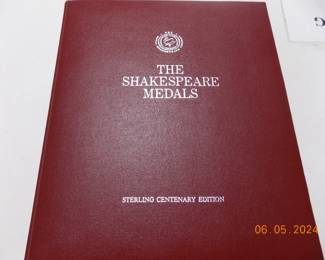 THE
SHAKESPEARE
MEDALS
STERLING CENTENARY EDITION
06.05.2024